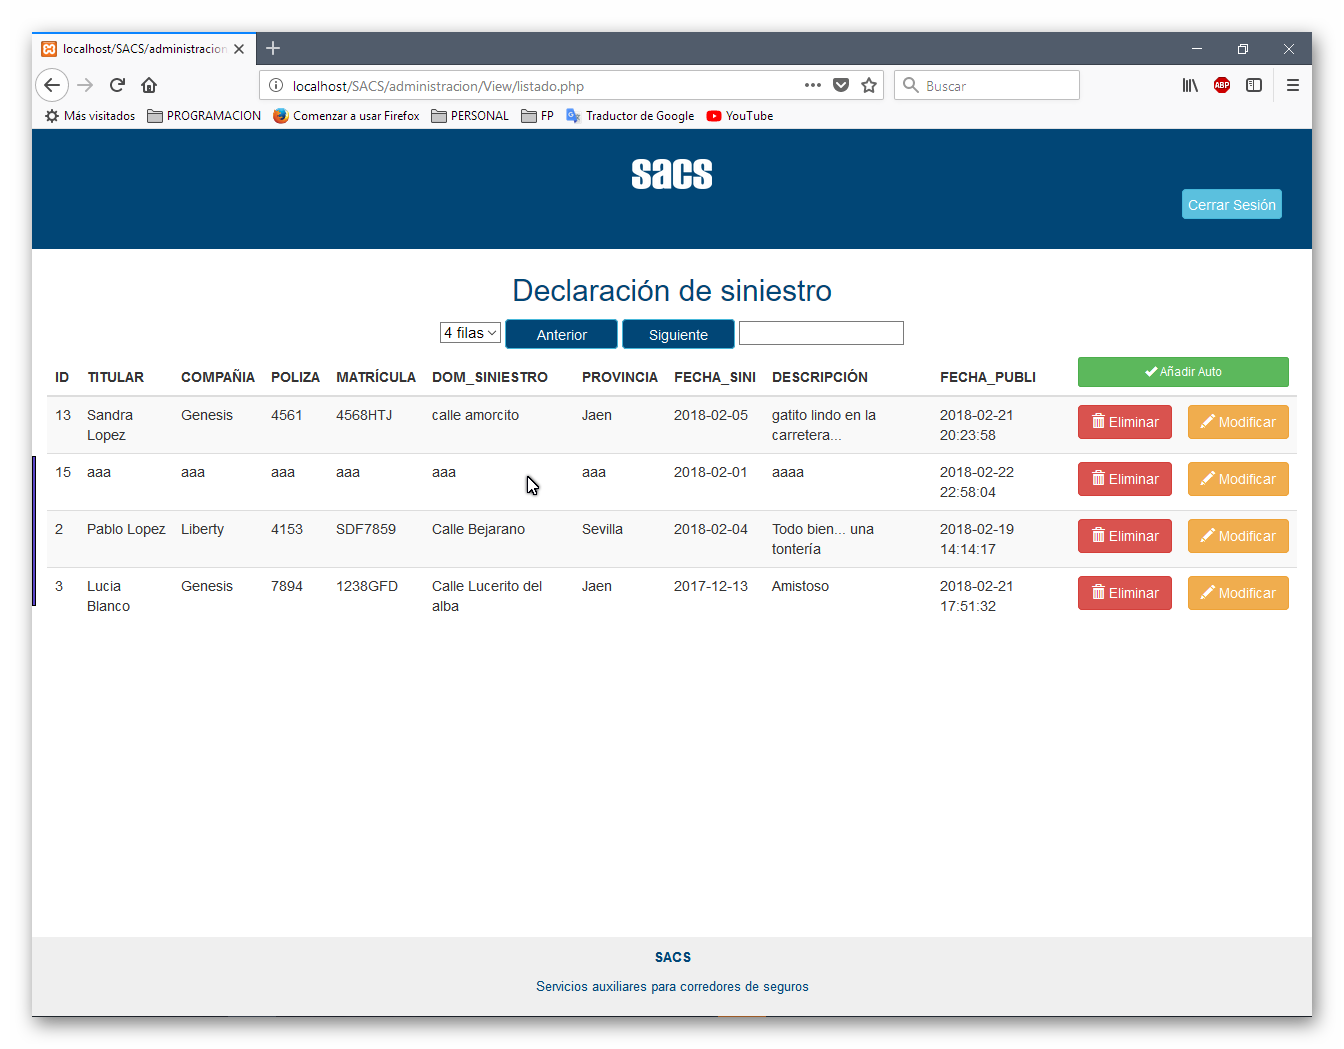 localhost/SACS/administracion
localhost/SACS/administracion/View/listado.php
Buscar
ABP
Más visitados PROGRAMACION Comenzar a usar Firefox PERSONAL FP Traductor de Google YouTube
sacs
Cerrar Sesión
Declaración de siniestro
4 filas Anterior Siguiente
ID TITULAR COMPAÑIA POLIZA MATRÍCULA DOM_SINIESTRO PROVINCIA FECHA_SINI DESCRIPCIÓN FECHA_PUBLI Añadir Auto
13 Sandra Genesis 4561 4568HTJ calle amorcito Jaen 2018-02-05 gatito lindo en la 2018-02-21 Eliminar Modificar
Lopez carretera... 20:23:58
15 aaa aaa aaa aaa aaa aaa 2018-02-01 aaaa 2018-02-22 Eliminar Modificar
22:58:04
2 Pablo Lopez Liberty 4153 SDF7859 Calle Bejarano Sevilla 2018-02-04 Todo bien... una 2018-02-19 Eliminar Modificar
tontería 14:14:17
3 Lucia Genesis 7894 1238GFD Calle Lucerito del Jaen 2017-12-13 Amistoso 2018-02-21 Eliminar Modificar
Blanco alba 17:51:32
SACS
Servicios auxiliares para corredores de seguros